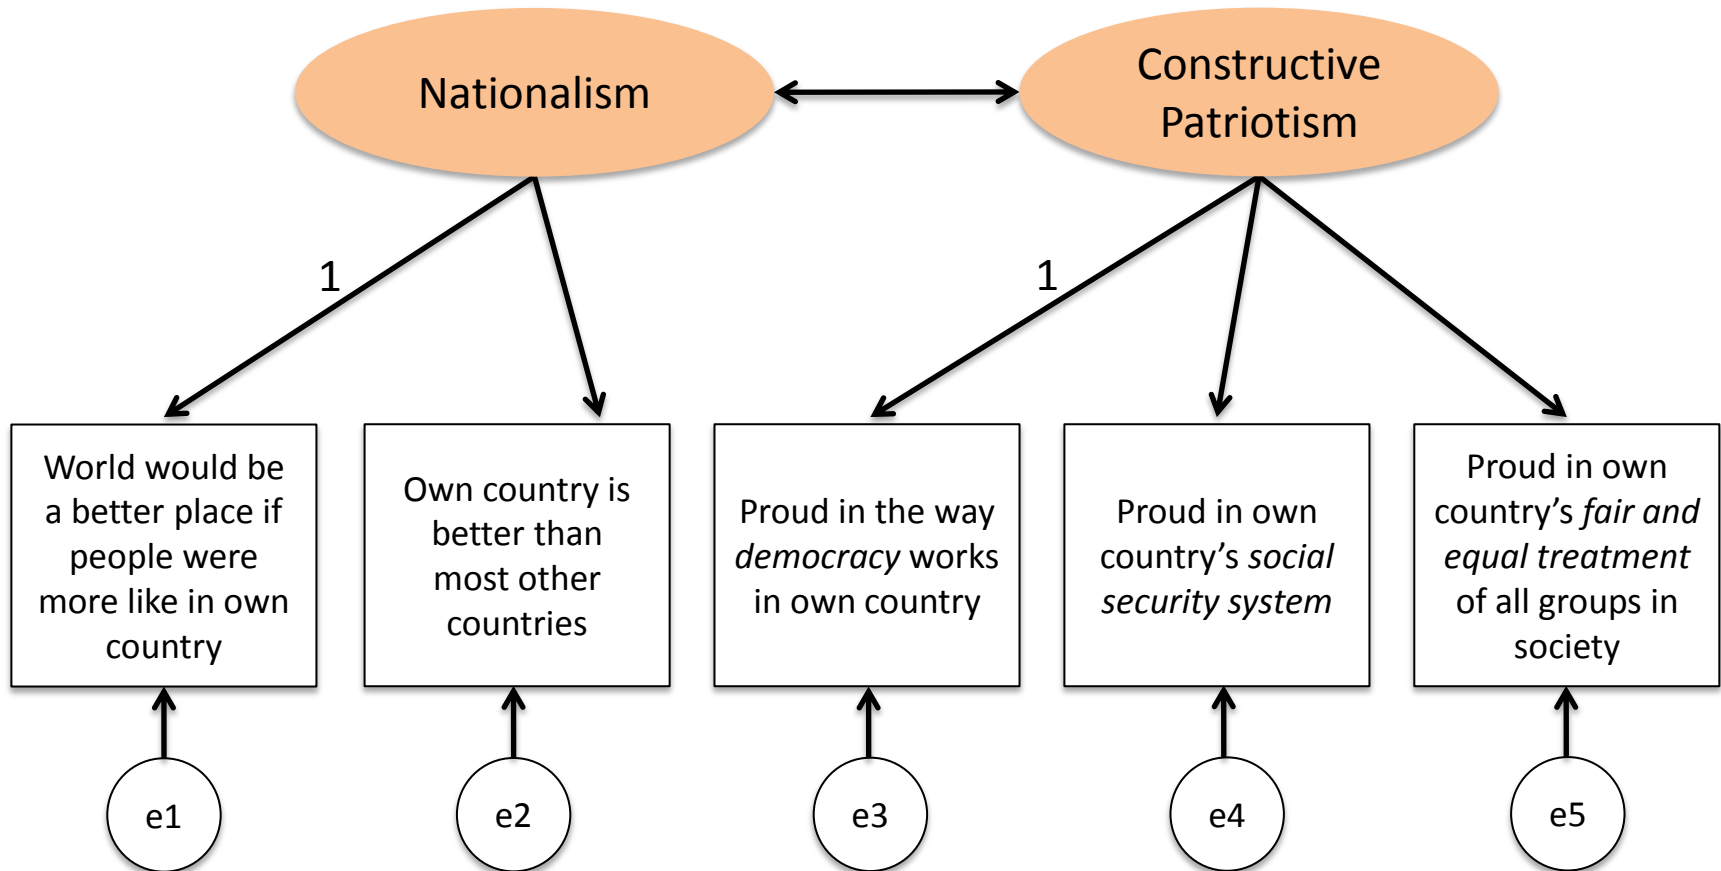 Nationalism
Constructive
Patriotism
1
1
World would be
a better place if
people were
more like in own
country
Own country is
better than
most other
countries
Proud in the way
democracy works
in own country
Proud in own
country’s social
security system
Proud in own
country’s fair and
equal treatment
of all groups in
society
e1
e2
e3
e4
e5